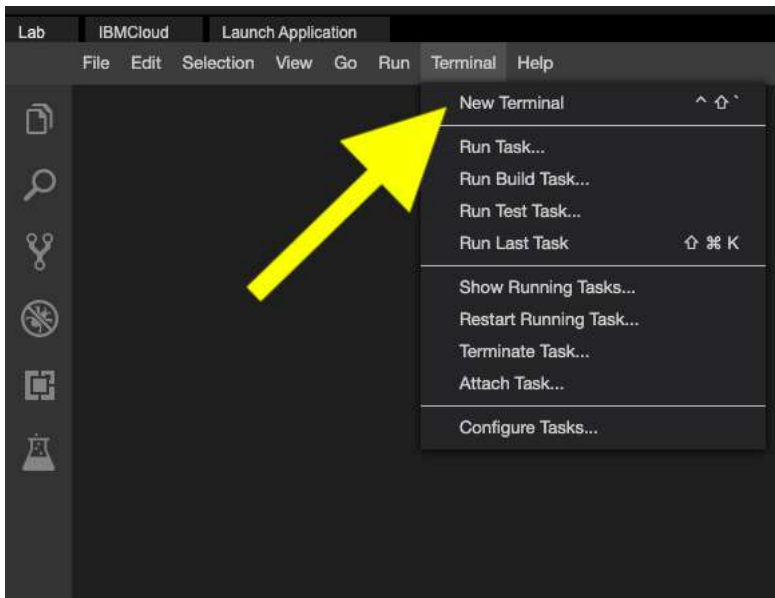 Lab IBMCloud Launch Application
File Edit Selection View Go Run Terminal Help
New Terminal ^ ⇧ `
Run Task...
Run Build Task...
Run Test Task...
Run Last Task ⇧ ⌘ K
Show Running Tasks...
Restart Running Task...
Terminate Task...
Attach Task...
Configure Tasks...